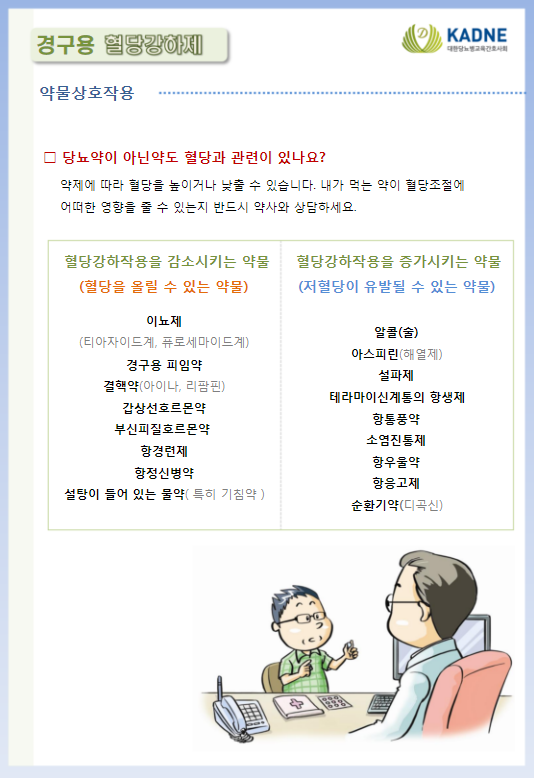 경구용 혈당강하제
KADNE
대한당뇨병교육간호사회
약물상호작용
□ 당뇨약이 아닌약도 혈당과 관련이 있나요?
약제에 따라 혈당을 높이거나 낮출 수 있습니다. 내가 먹는 약이 혈당조절에
어떠한 영향을 줄 수 있는지 반드시 약사와 상담하세요.
혈당강하작용을 감소시키는 약물
(혈당을 올릴 수 있는 약물)
이뇨제
(티아자이드계, 퓨로세마이드계)
경구용 피임약
결핵약(아이나, 리팜핀)
갑상선호르몬약
부신피질호르몬약
항경련제
항정신병약
설탕이 들어 있는 물약( 특히 기침약 )
혈당강하작용을 증가시키는 약물
(저혈당이 유발될 수 있는 약물)
알콜(술)
아스피린(해열제)
설파제
테라마이신계통의 항생제
항통풍약
소염진통제
항우울약
항응고제
순환기약(디곡신)